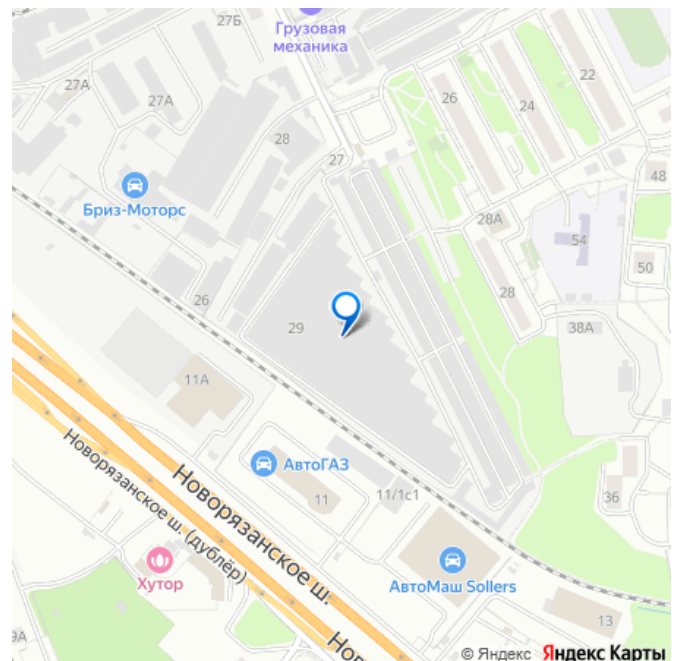 27Б
Грузовая
механика
27А
27А
22
26
24
28
27
48
Бриз-Моторс
28А
54
50
26
28
29
38А
11А
АвтоГАЗ
11
11/1с1
36
Новорязанское ш.
Новорязанское ш. (дублёр)
Хутор
АвтоМаш Sollers
13
9А
Нов
© Яндекс Яндекс Карты